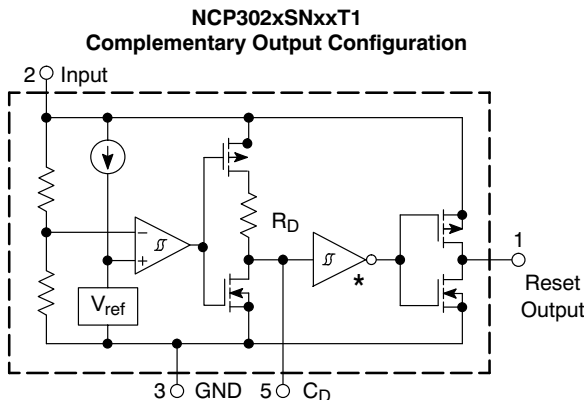 NCP302xSNxxT1
Complementary Output Configuration
2 Input
R_D
1
− 
+
V_ref
*
Reset
Output
3 GND 5 C_D